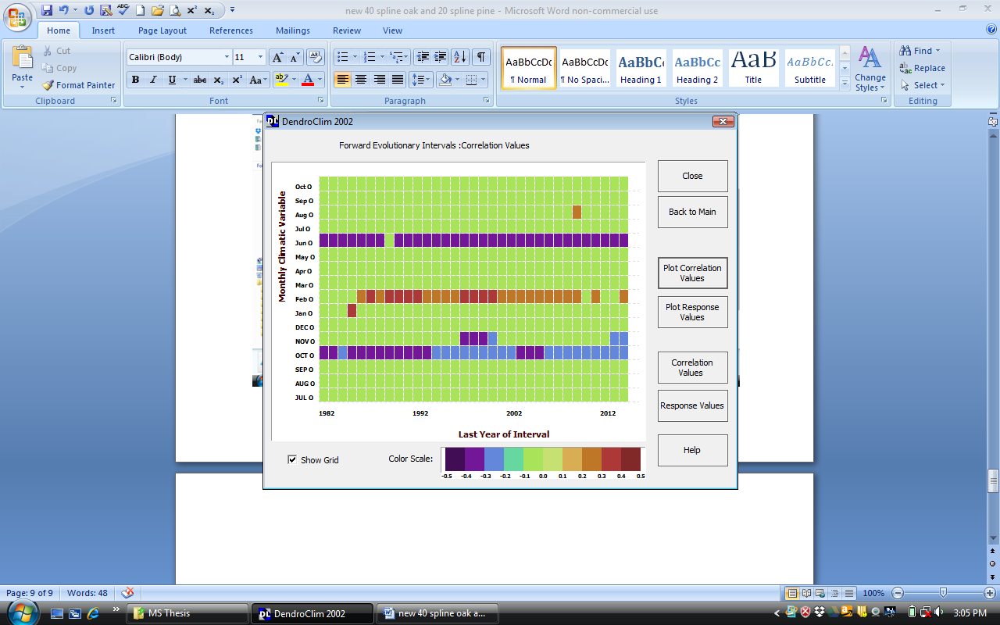 new 40 spline oak and 20 spline pine - Microsoft Word non-commercial use
Home Insert Page Layout References Mailings Review View
Paste
Cut
Copy
Format Painter
Clipboard
Calibri (Body) 11
Font
Paragraph
AaBbCcDc AaBbCcDc AaBbC AaBbCc AaB AaBbCc.
¶ Normal ¶ No Spaci... Heading 1 Heading 2 Title Subtitle
Change Styles
Styles
Find
Replace
Select
Editing
DendroClim 2002
Forward Evolutionary Intervals :Correlation Values
Monthly Climatic Variable
Oct O
Sep O
Aug O
Jul O
Jun O
May O
Apr O
Mar O
Feb O
Jan O
DEC O
NOV O
OCT O
SEP O
AUG O
JUL O
1982 1992 2002 2012
Last Year of Interval
Show Grid
Color Scale:
-0.5 -0.4 -0.3 -0.2 -0.1 0.0 0.1 0.2 0.3 0.4 0.5
Close
Back to Main
Plot Correlation
Values
Plot Response
Values
Correlation
Values
Response Values
Help
Page: 9 of 9 Words: 48
100%
MS Thesis
DendroClim 2002
new 40 spline oak a...
3:05 PM